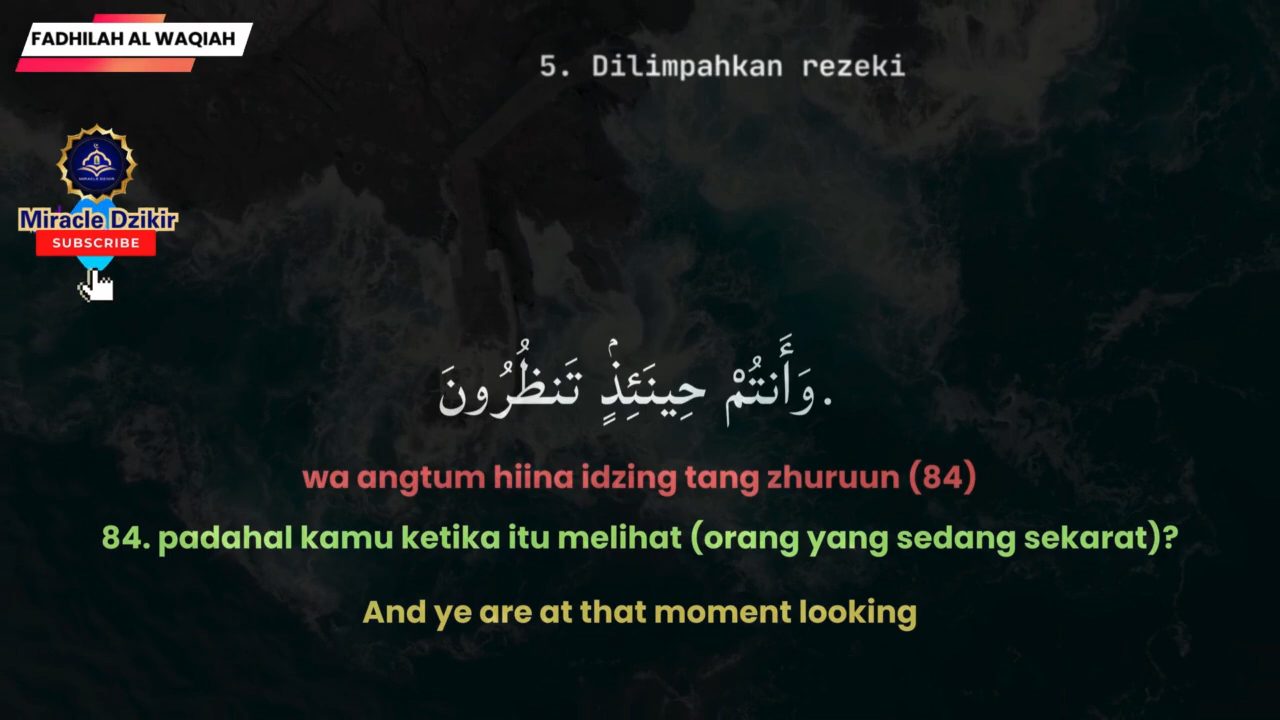 FADHILAH AL WAQIAH
5. Dilimpahkan rezeki
Miracle Dzikir
SUBSCRIBE
وَأَنتُمْ حِينَئِذٍۢ تَنظُرُونَ.
wa angtum hiina idzing tang zhuruun (84)
84. padahal kamu ketika itu melihat (orang yang sedang sekarat)?
And ye are at that moment looking